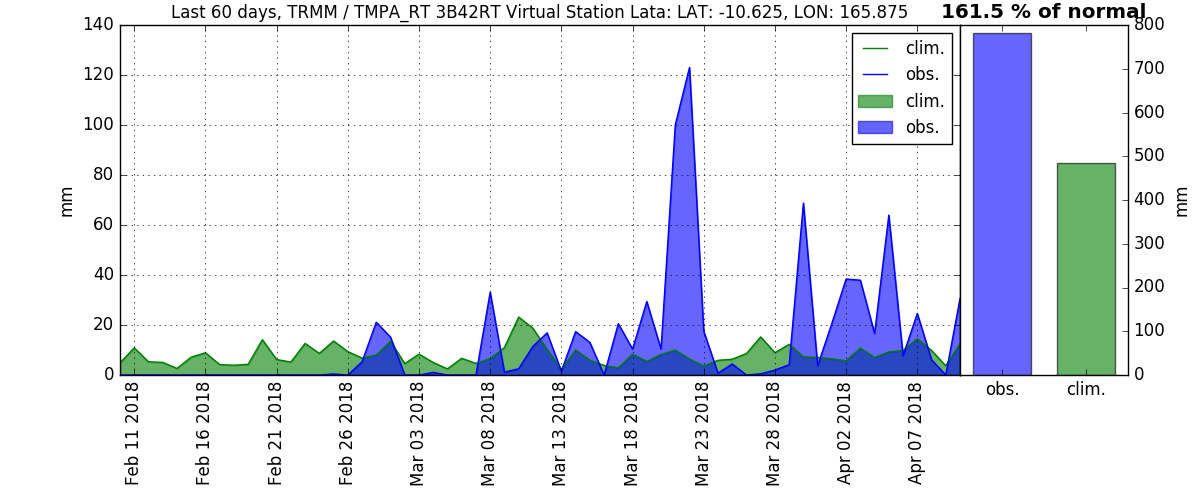 Last 60 days, TRMM / TMPA_RT 3B42RT Virtual Station Lata: LAT: -10.625, LON: 165.875
161.5 % of normal
140
120
100
80
60
40
20
0
mm
clim.
obs.
clim.
obs.
800
700
600
500
400
300
200
100
0
mm
obs.
clim.
Feb 11 2018
Feb 16 2018
Feb 21 2018
Feb 26 2018
Mar 03 2018
Mar 08 2018
Mar 13 2018
Mar 18 2018
Mar 23 2018
Mar 28 2018
Apr 02 2018
Apr 07 2018